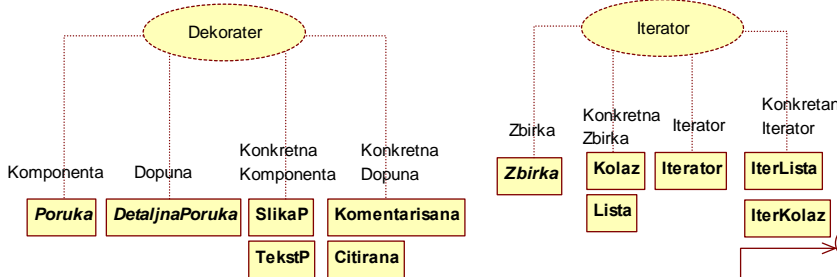 Dekorater
Komponenta
Dopuna
Konkretna
Komponenta
Konkretna
Dopuna
Poruka
DetaljnaPoruka
SlikaP
TekstP
Komentarisana
Citirana
Iterator
Zbirka
Konkretna
Zbirka
Iterator
Konkretan
Iterator
Zbirka
Kolaz
Lista
Iterator
IterLista
IterKolaz